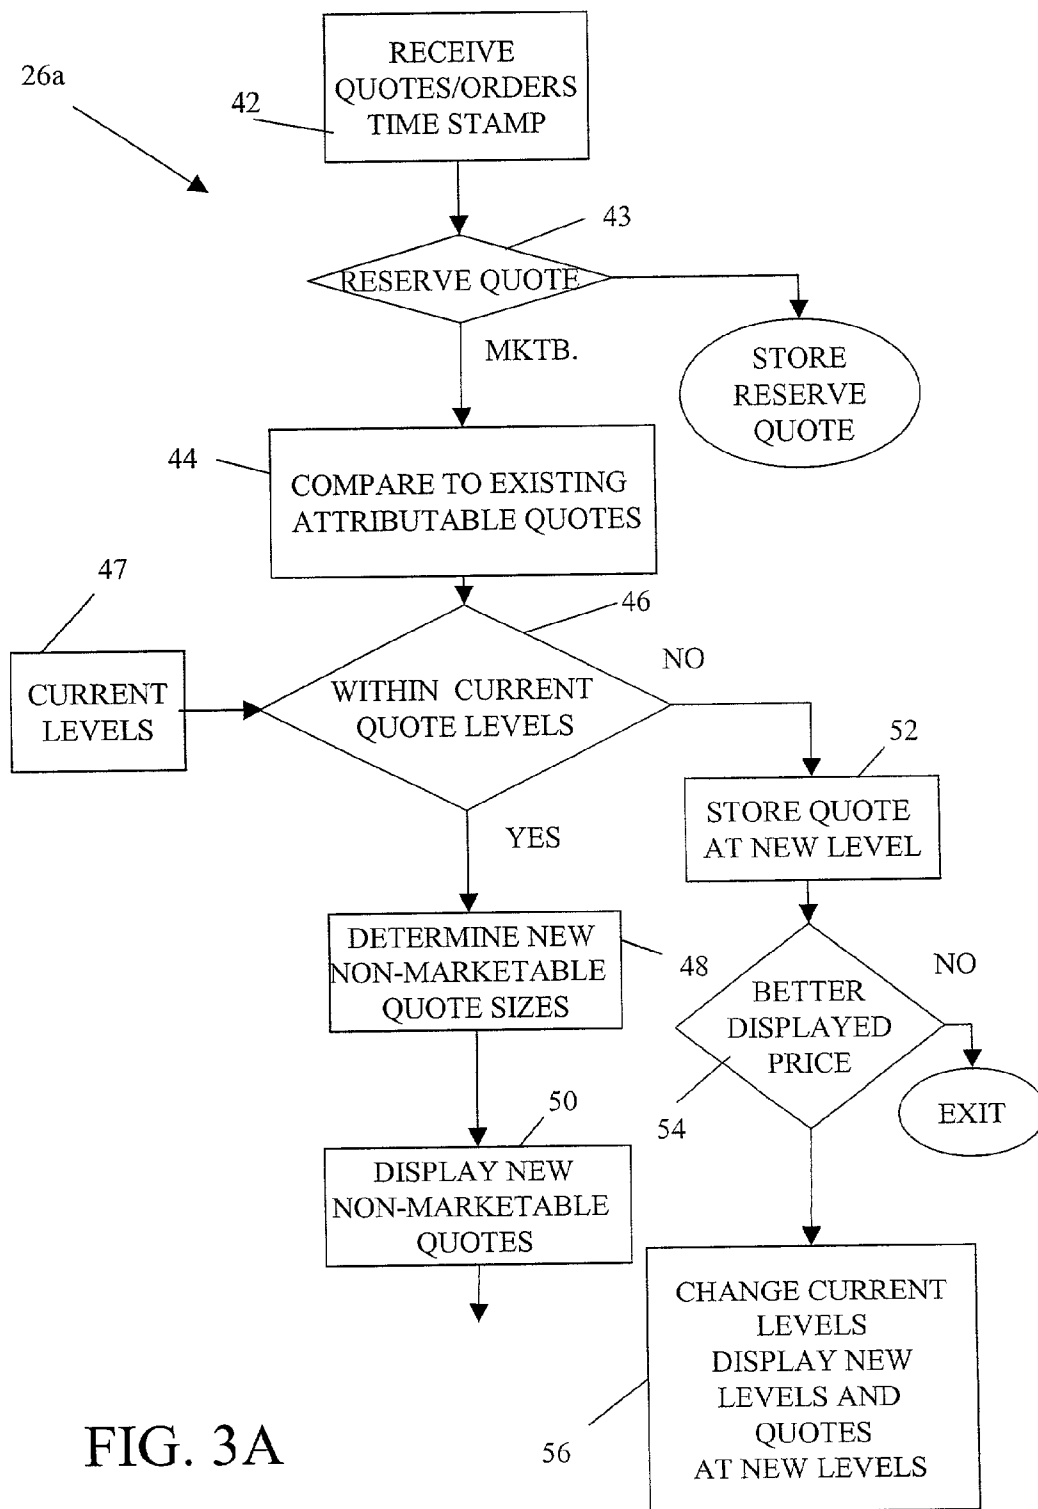 RECEIVE
QUOTES/ORDERS
TIME STAMP
26a
42
43
RESERVE QUOTE
MKTB.
STORE
RESERVE
QUOTE
44
COMPARE TO EXISTING
ATTRIBUTABLE QUOTES
47
46
CURRENT
LEVELS
WITHIN CURRENT
QUOTE LEVELS
NO
YES
52
STORE QUOTE
AT NEW LEVEL
DETERMINE NEW
NON-MARKETABLE
QUOTE SIZES
48
BETTER
DISPLAYED
PRICE
NO
54
EXIT
50
DISPLAY NEW
NON-MARKETABLE
QUOTES
CHANGE CURRENT
LEVELS
DISPLAY NEW
LEVELS AND
QUOTES
AT NEW LEVELS
56
FIG. 3A